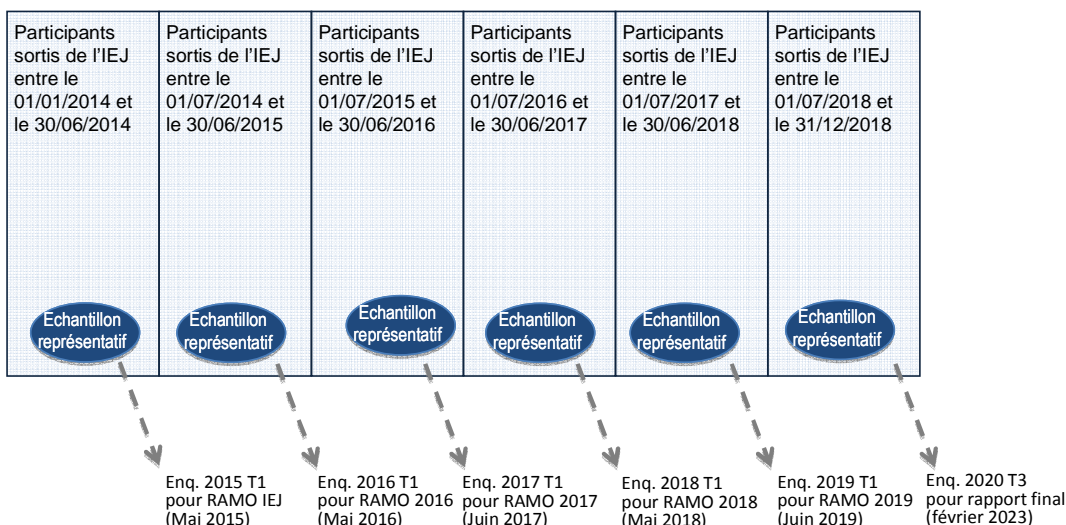 Participants
sortis de l'IEJ
entre le
01/01/2014 et
le 30/06/2014
Participants
sortis de l'IEJ
entre le
01/07/2014 et
le 30/06/2015
Participants
sortis de l'IEJ
entre le
01/07/2015 et
le 30/06/2016
Participants
sortis de l'IEJ
entre le
01/07/2016 et
le 30/06/2017
Participants
sortis de l'IEJ
entre le
01/07/2017 et
le 30/06/2018
Participants
sortis de l'IEJ
entre le
01/07/2018 et
le 31/12/2018
Echantillon
représentatif
Echantillon
représentatif
Echantillon
représentatif
Echantillon
représentatif
Echantillon
représentatif
Echantillon
représentatif
Enq. 2015 T1
pour RAMO IEJ
(Mai 2015)
Enq. 2016 T1
pour RAMO 2016
(Mai 2016)
Enq. 2017 T1
pour RAMO 2017
(Juin 2017)
Enq. 2018 T1
pour RAMO 2018
(Mai 2018)
Enq. 2019 T1
pour RAMO 2019
(Juin 2019)
Enq. 2020 T3
pour rapport final
(février 2023)